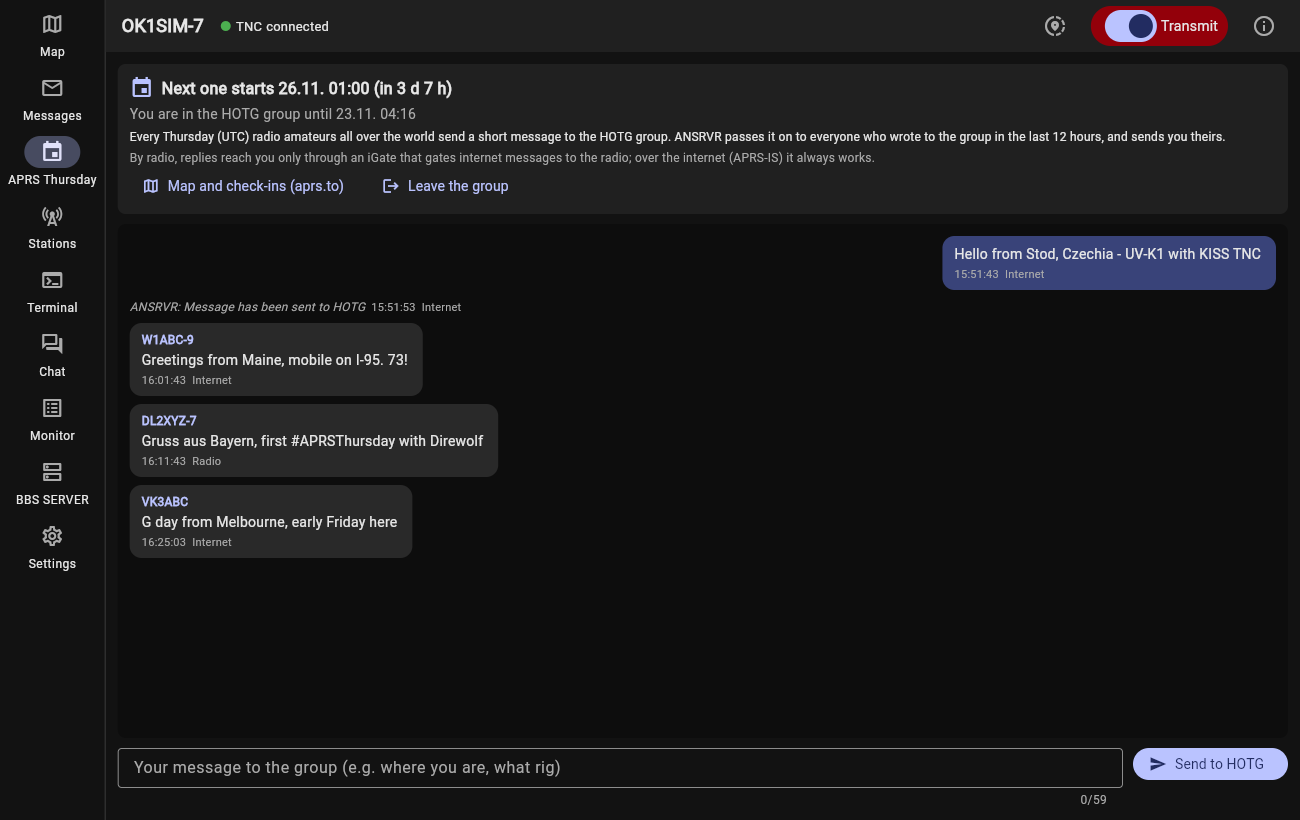 OK1SIM-7
TNC connected
Transmit
Map
Messages
APRS Thursday
Stations
Terminal
Chat
Monitor
BBS SERVER
Settings
Next one starts 26.11. 01:00 (in 3 d 7 h)
You are in the HOTG group until 23.11. 04:16
Every Thursday (UTC) radio amateurs all over the world send a short message to the HOTG group. ANSRVR passes it on to everyone who wrote to the group in the last 12 hours, and sends you theirs.
By radio, replies reach you only through an iGate that gates internet messages to the radio; over the internet (APRS-IS) it always works.
Map and check-ins (aprs.to)
Leave the group
Hello from Stod, Czechia - UV-K1 with KISS TNC
15:51:43 Internet
ANSRVR: Message has been sent to HOTG 15:51:53 Internet
W1ABC-9
Greetings from Maine, mobile on I-95. 73!
16:01:43 Internet
DL2XYZ-7
Gruss aus Bayern, first #APRSThursday with Direwolf
16:11:43 Radio
VK3ABC
G day from Melbourne, early Friday here
16:25:03 Internet
Your message to the group (e.g. where you are, what rig)
Send to HOTG
0/59